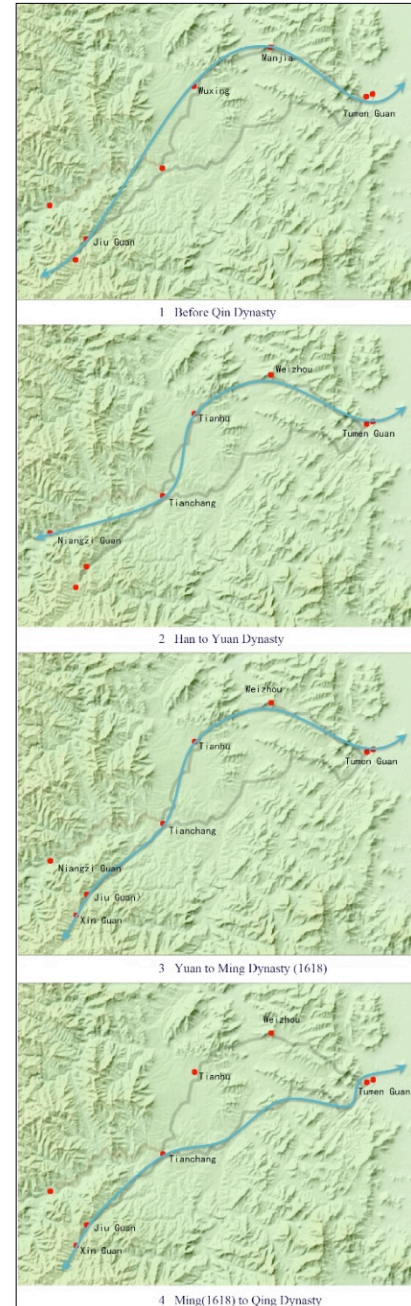 Manjia
Wuxing
Tumen Guan
Jiu Guan
1 Before Qin Dynasty
Weizhou
Tianhu
Tumen Guan
Tianchang
Niangzi Guan
2 Han to Yuan Dynasty
Weizhou
Tianhu
Tumen Guan
Tianchang
Niangzi Guan
Jiu Guan
Xin Guan
3 Yuan to Ming Dynasty (1618)
Weizhou
Tianhu
Tumen Guan
Tianchang
Jiu Guan
Xin Guan
4 Ming(1618) to Qing Dynasty